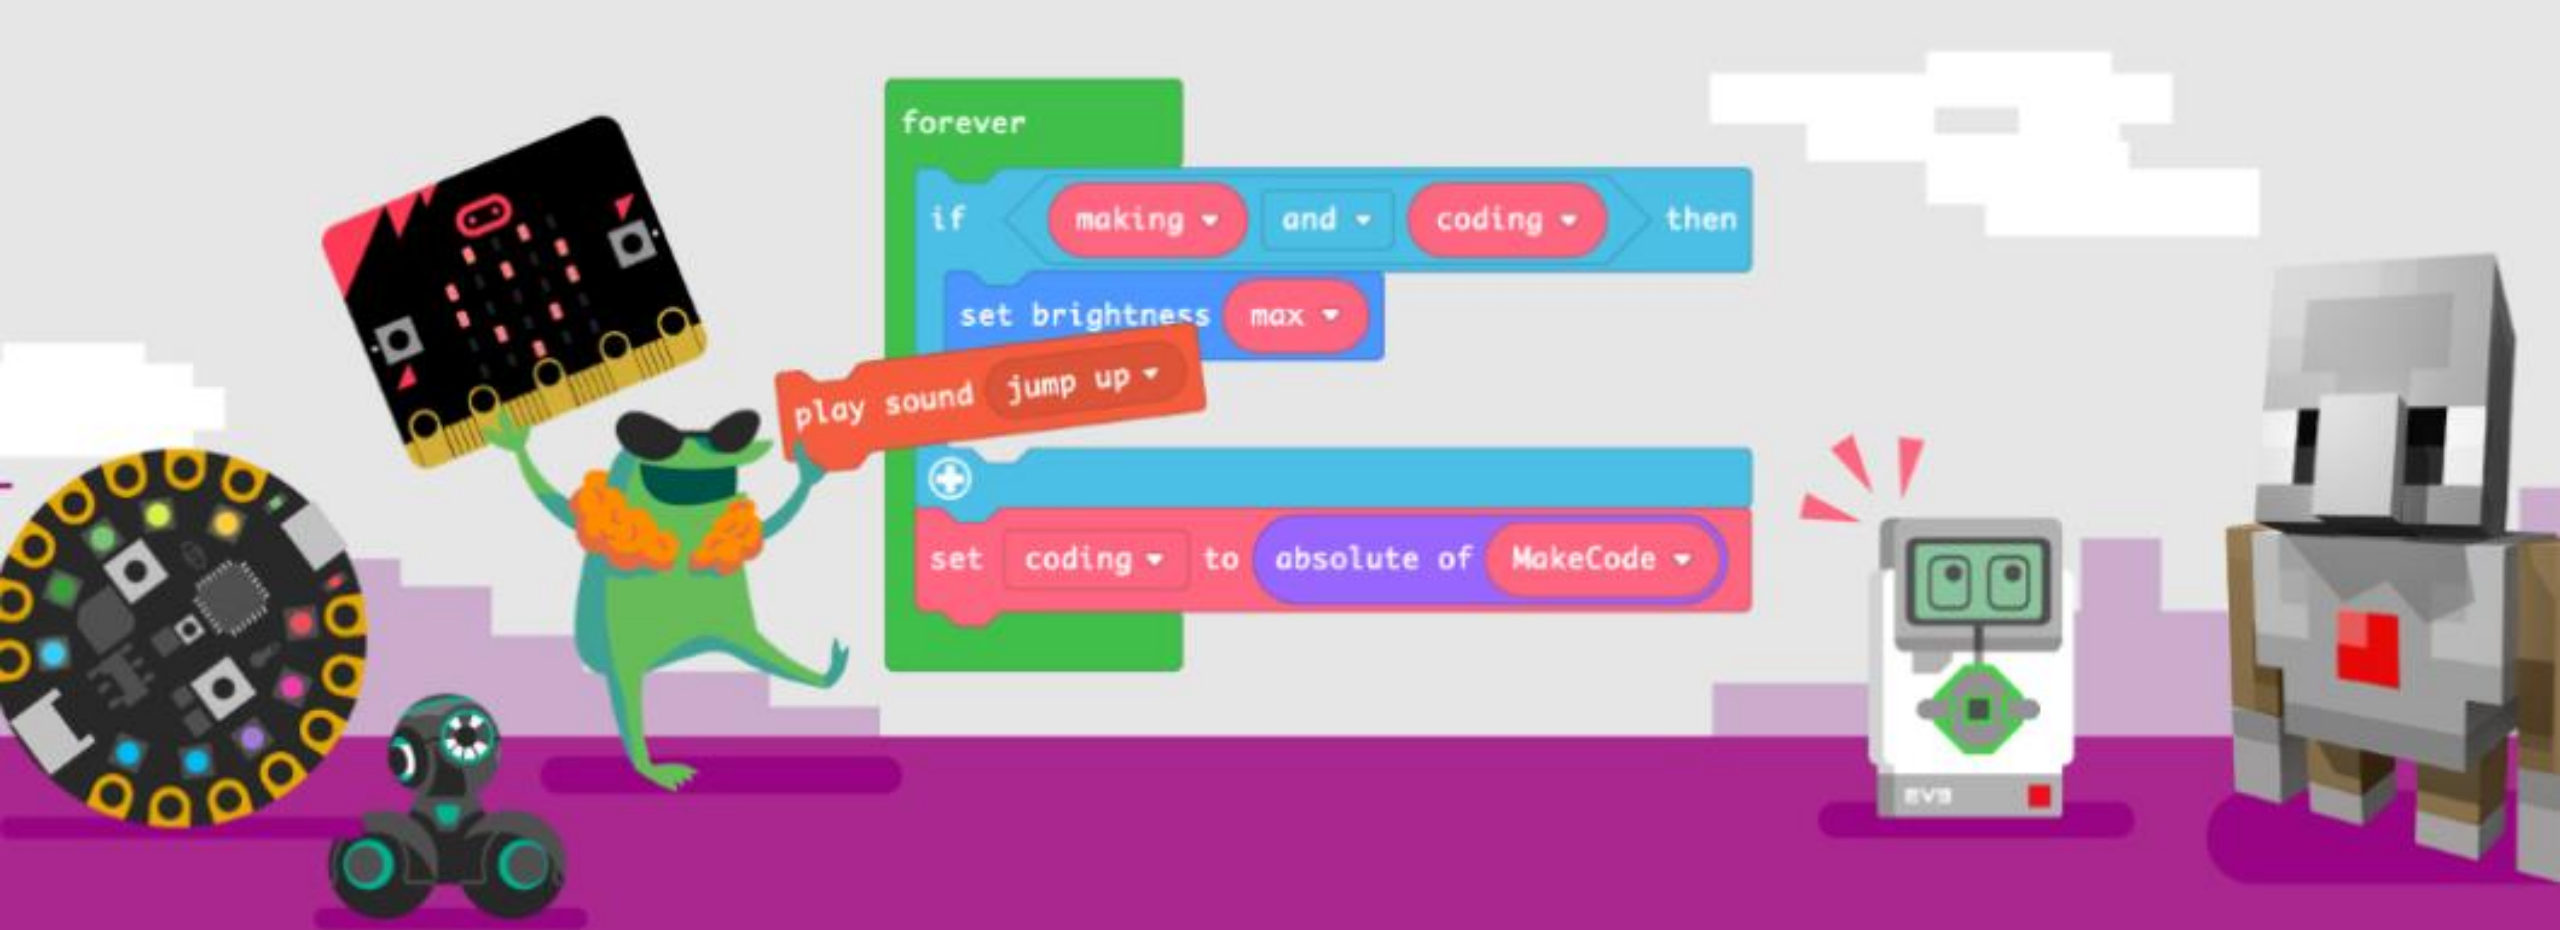 forever
if making and coding then
set brightness max
play sound jump up
set coding to absolute of MakeCode
EV3